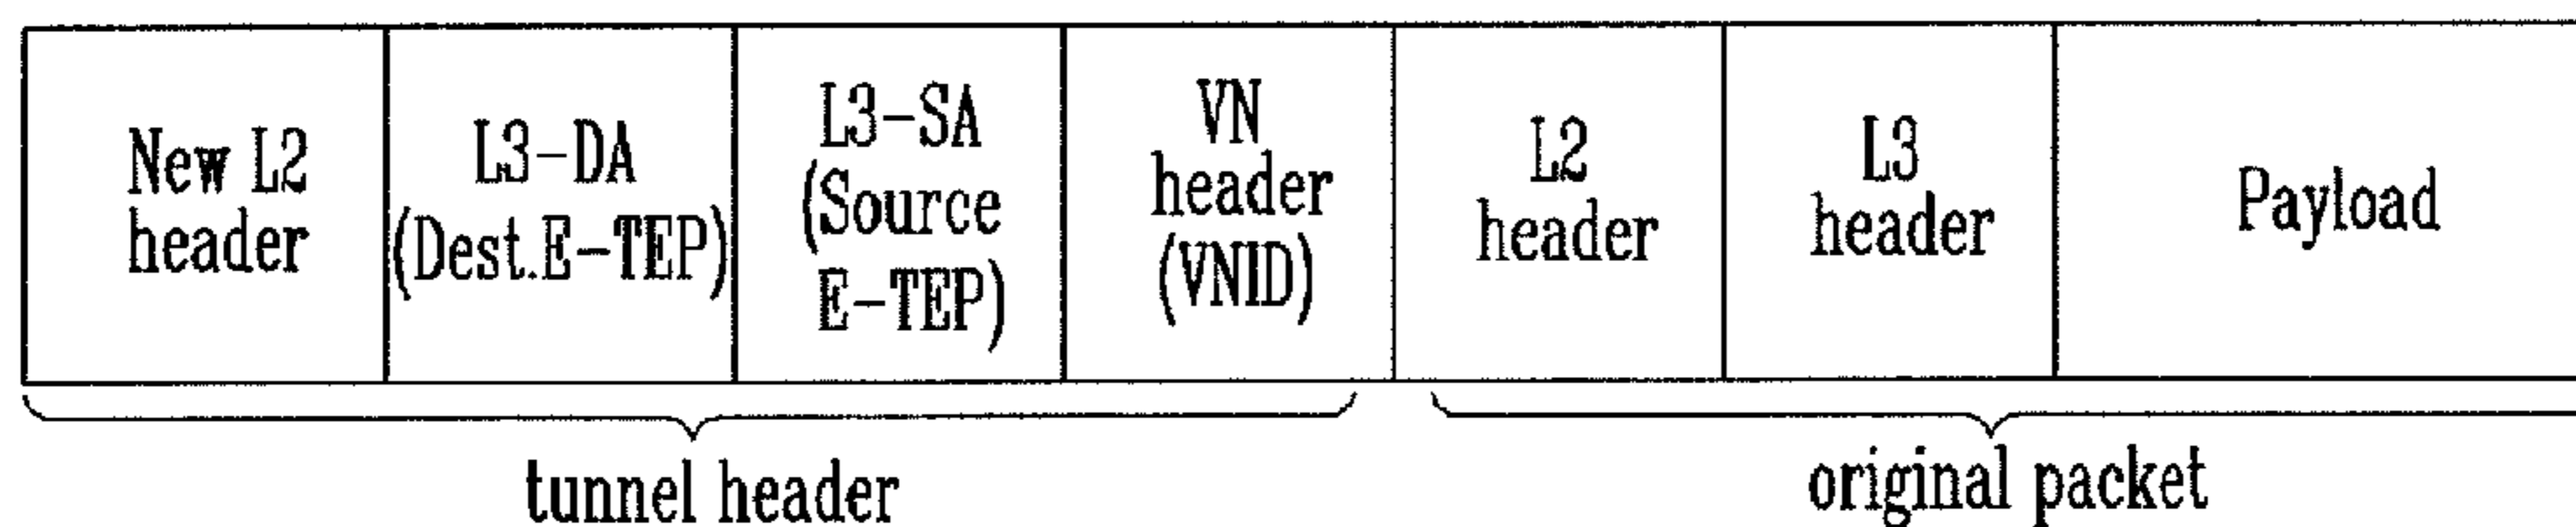 New L2
header
L3-DA
(Dest.E-TEP)
L3-SA
(Source
E-TEP)
VN
header
(VNID)
L2
header
L3
header
Payload
tunnel header
original packet